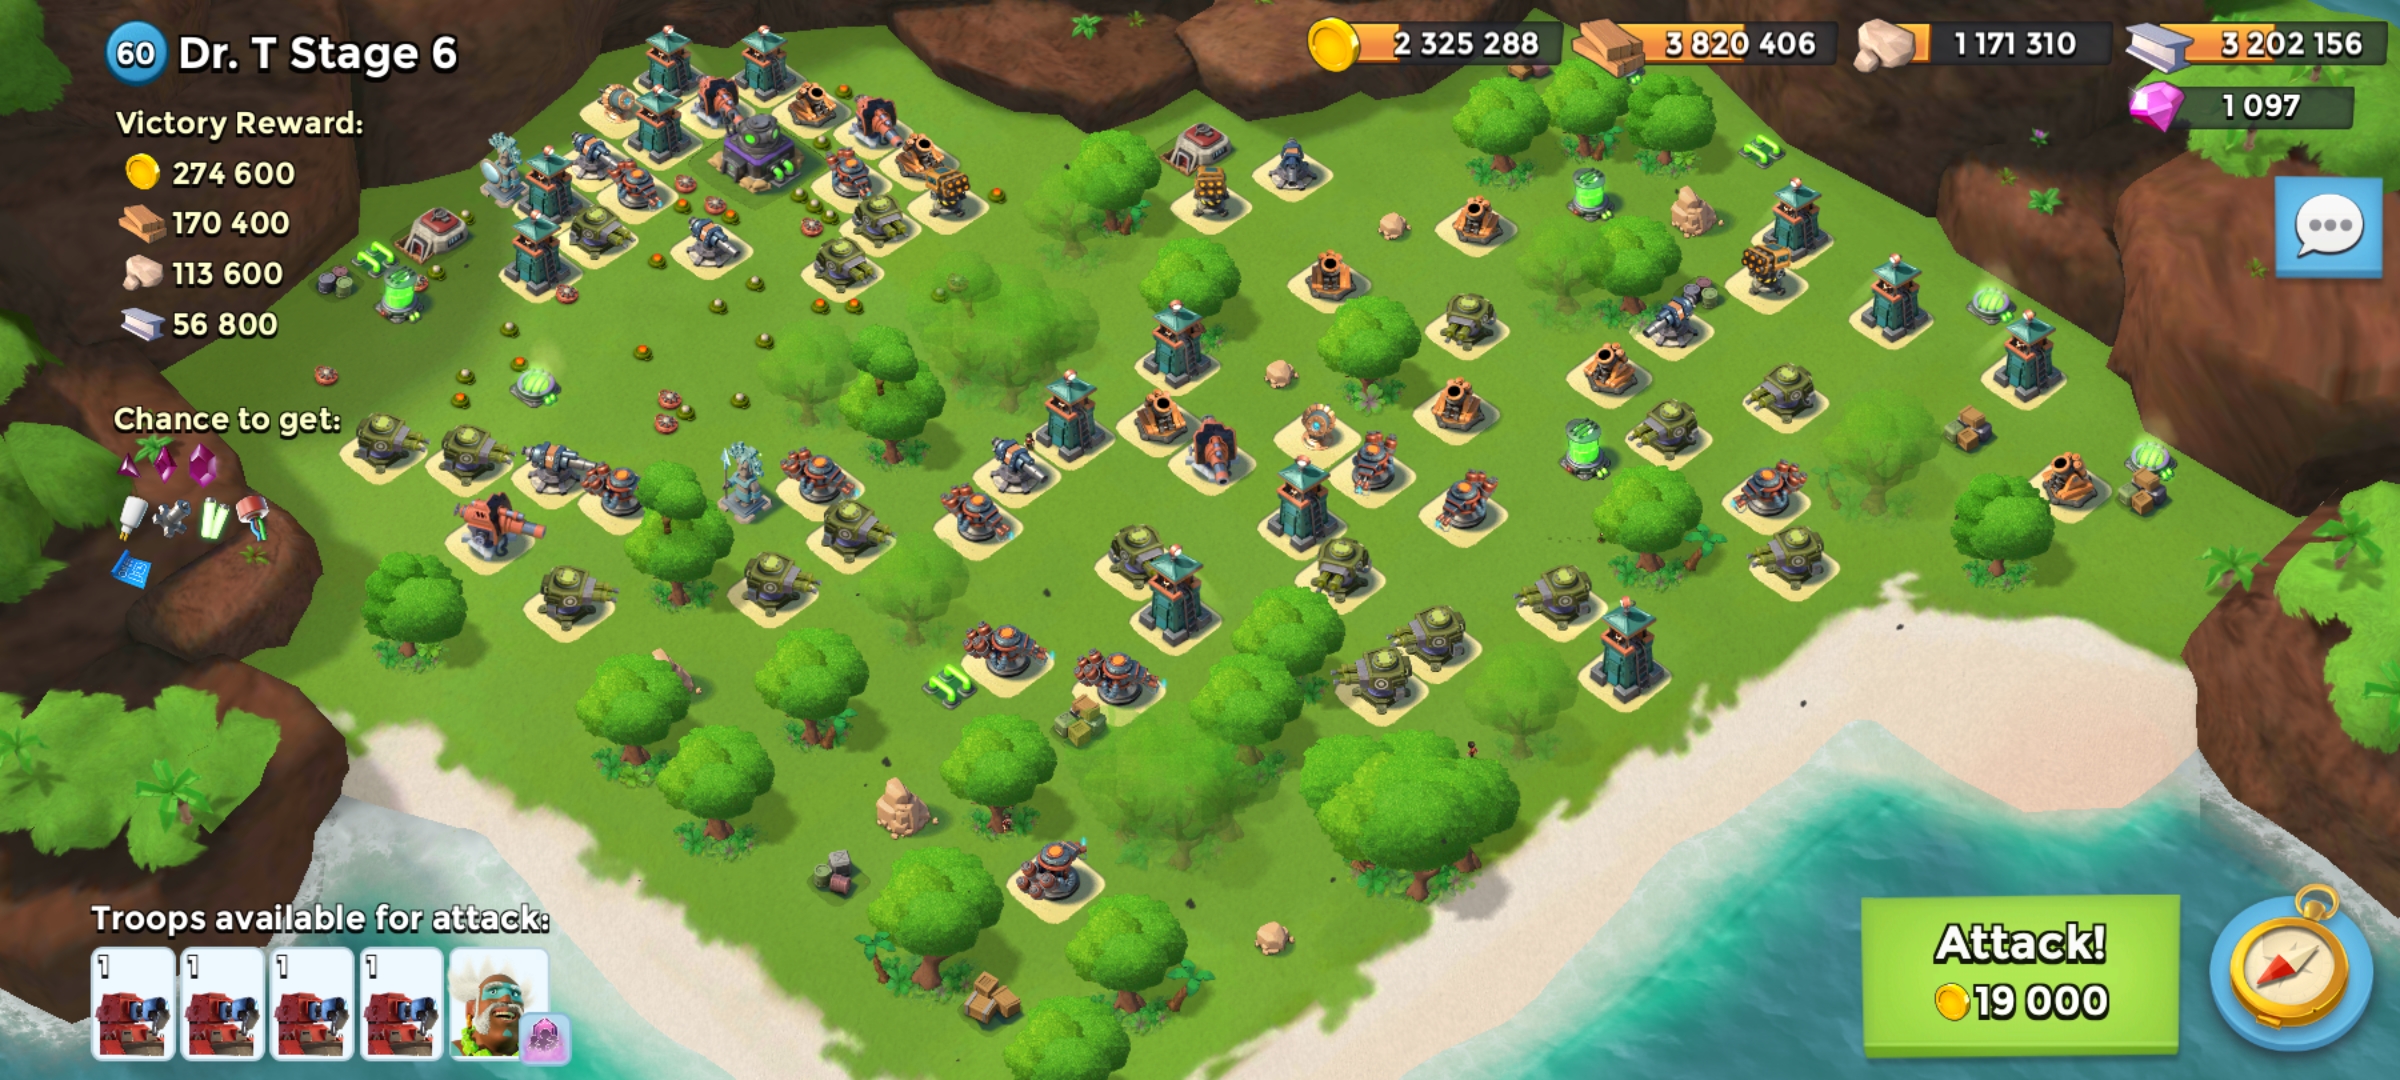 60 Dr. T Stage 6
2 325 288
3 820 406
1 171 310
3 202 156
1 097
Victory Reward:
274 600
170 400
113 600
56 800
Chance to get:
Troops available for attack:
1
1
1
1
Attack!
19 000